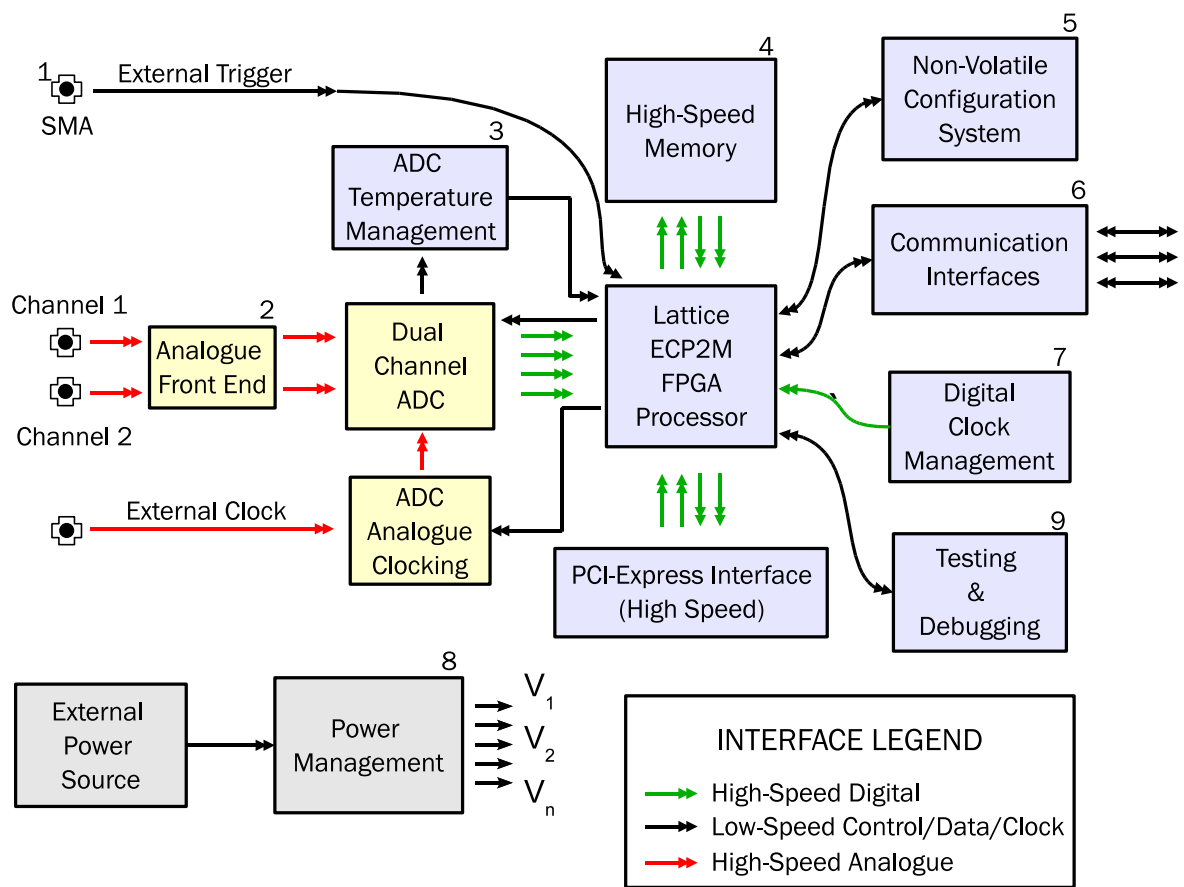 1
External Trigger
SMA
3
ADC
Temperature
Management
4
High-Speed
Memory
5
Non-Volatile
Configuration
System
6
Communication
Interfaces
Channel 1
2
Analogue
Front End
Channel 2
Dual
Channel
ADC
Lattice
ECP2M
FPGA
Processor
7
Digital
Clock
Management
External Clock
ADC
Analogue
Clocking
PCI-Express Interface
(High Speed)
9
Testing
&
Debugging
External
Power
Source
8
Power
Management
V1
V2
Vn
INTERFACE LEGEND
High-Speed Digital
Low-Speed Control/Data/Clock
High-Speed Analogue